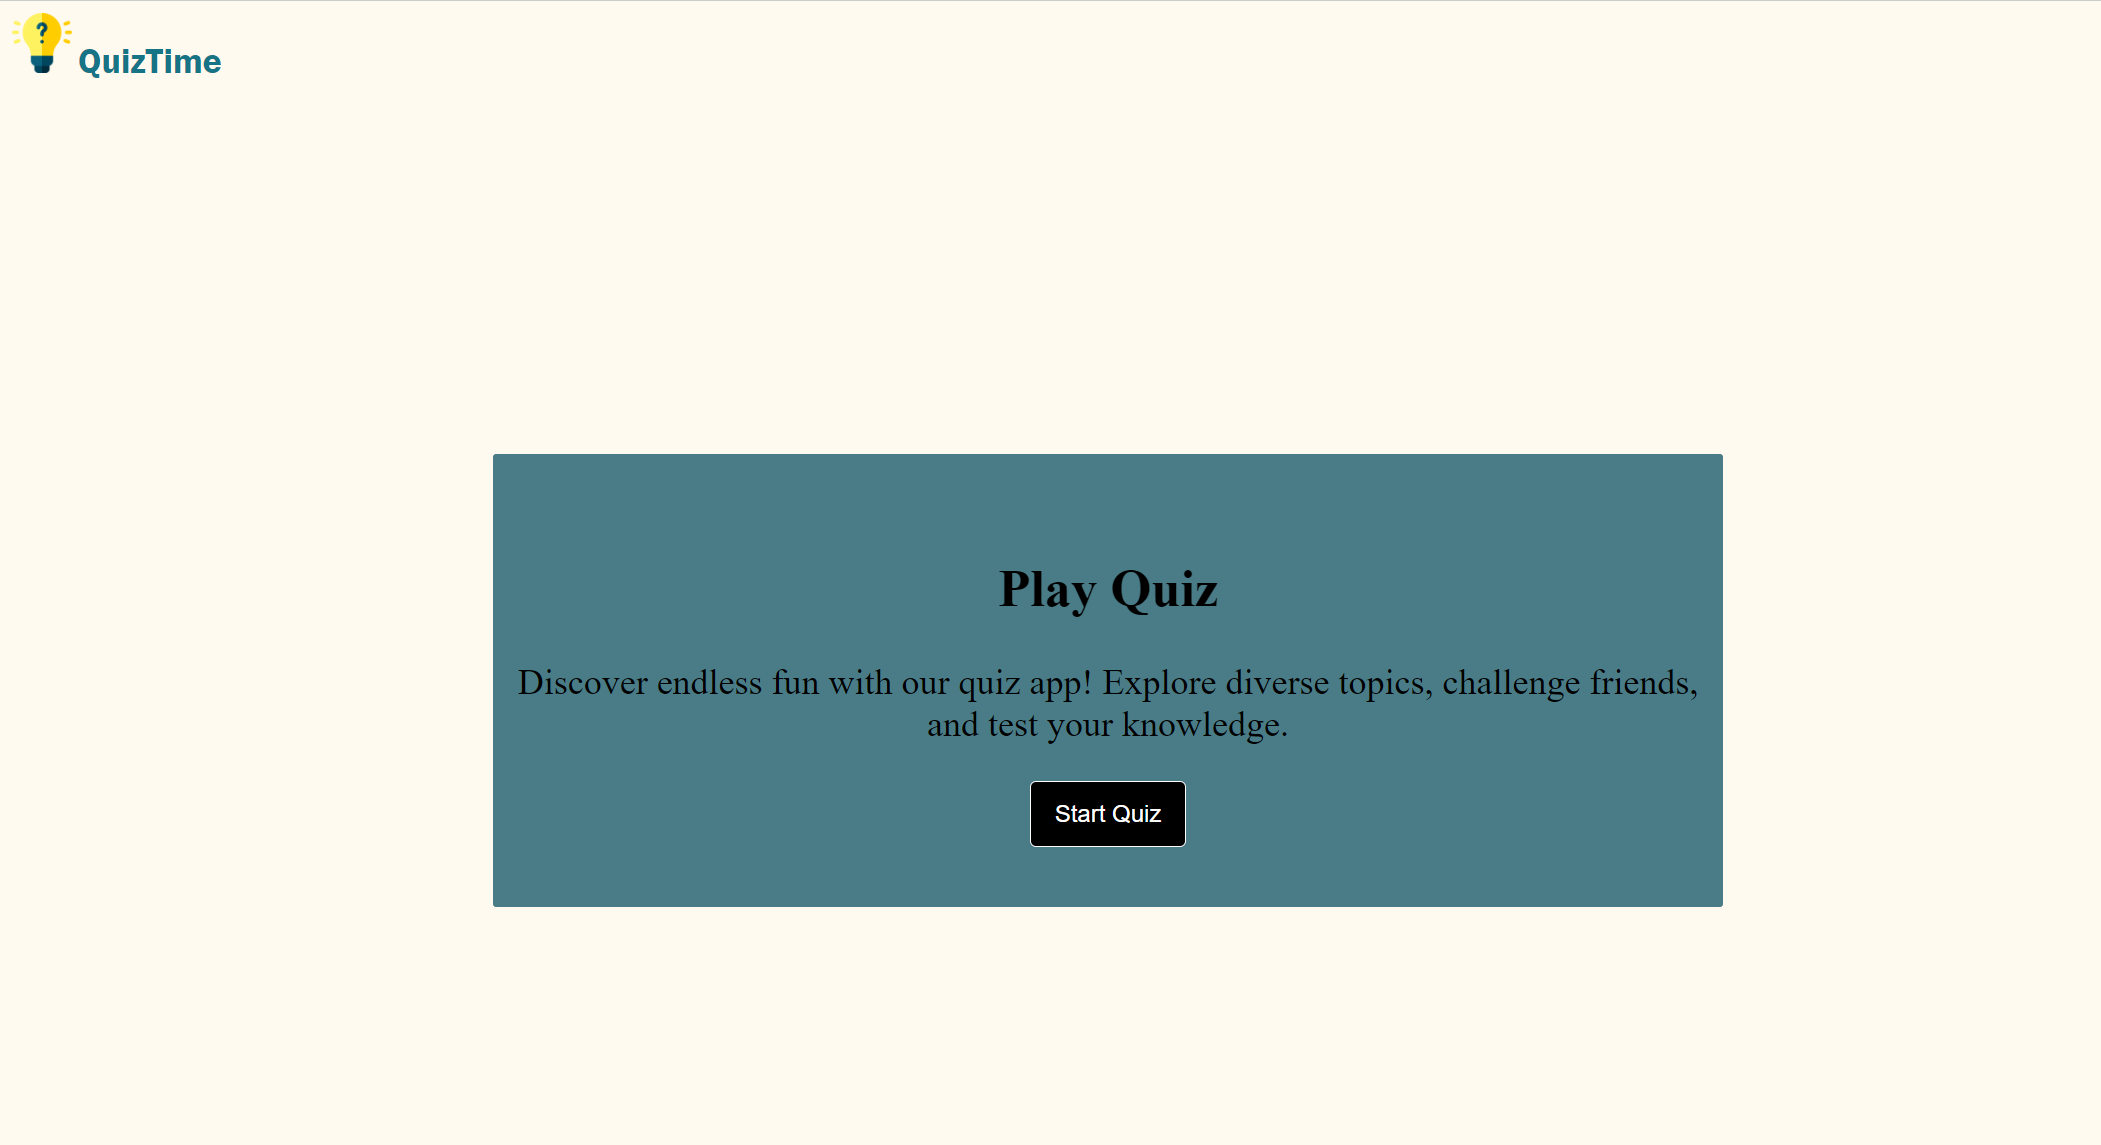 ?
QuizTime
Play Quiz
Discover endless fun with our quiz app! Explore diverse topics, challenge friends,
and test your knowledge.
Start Quiz